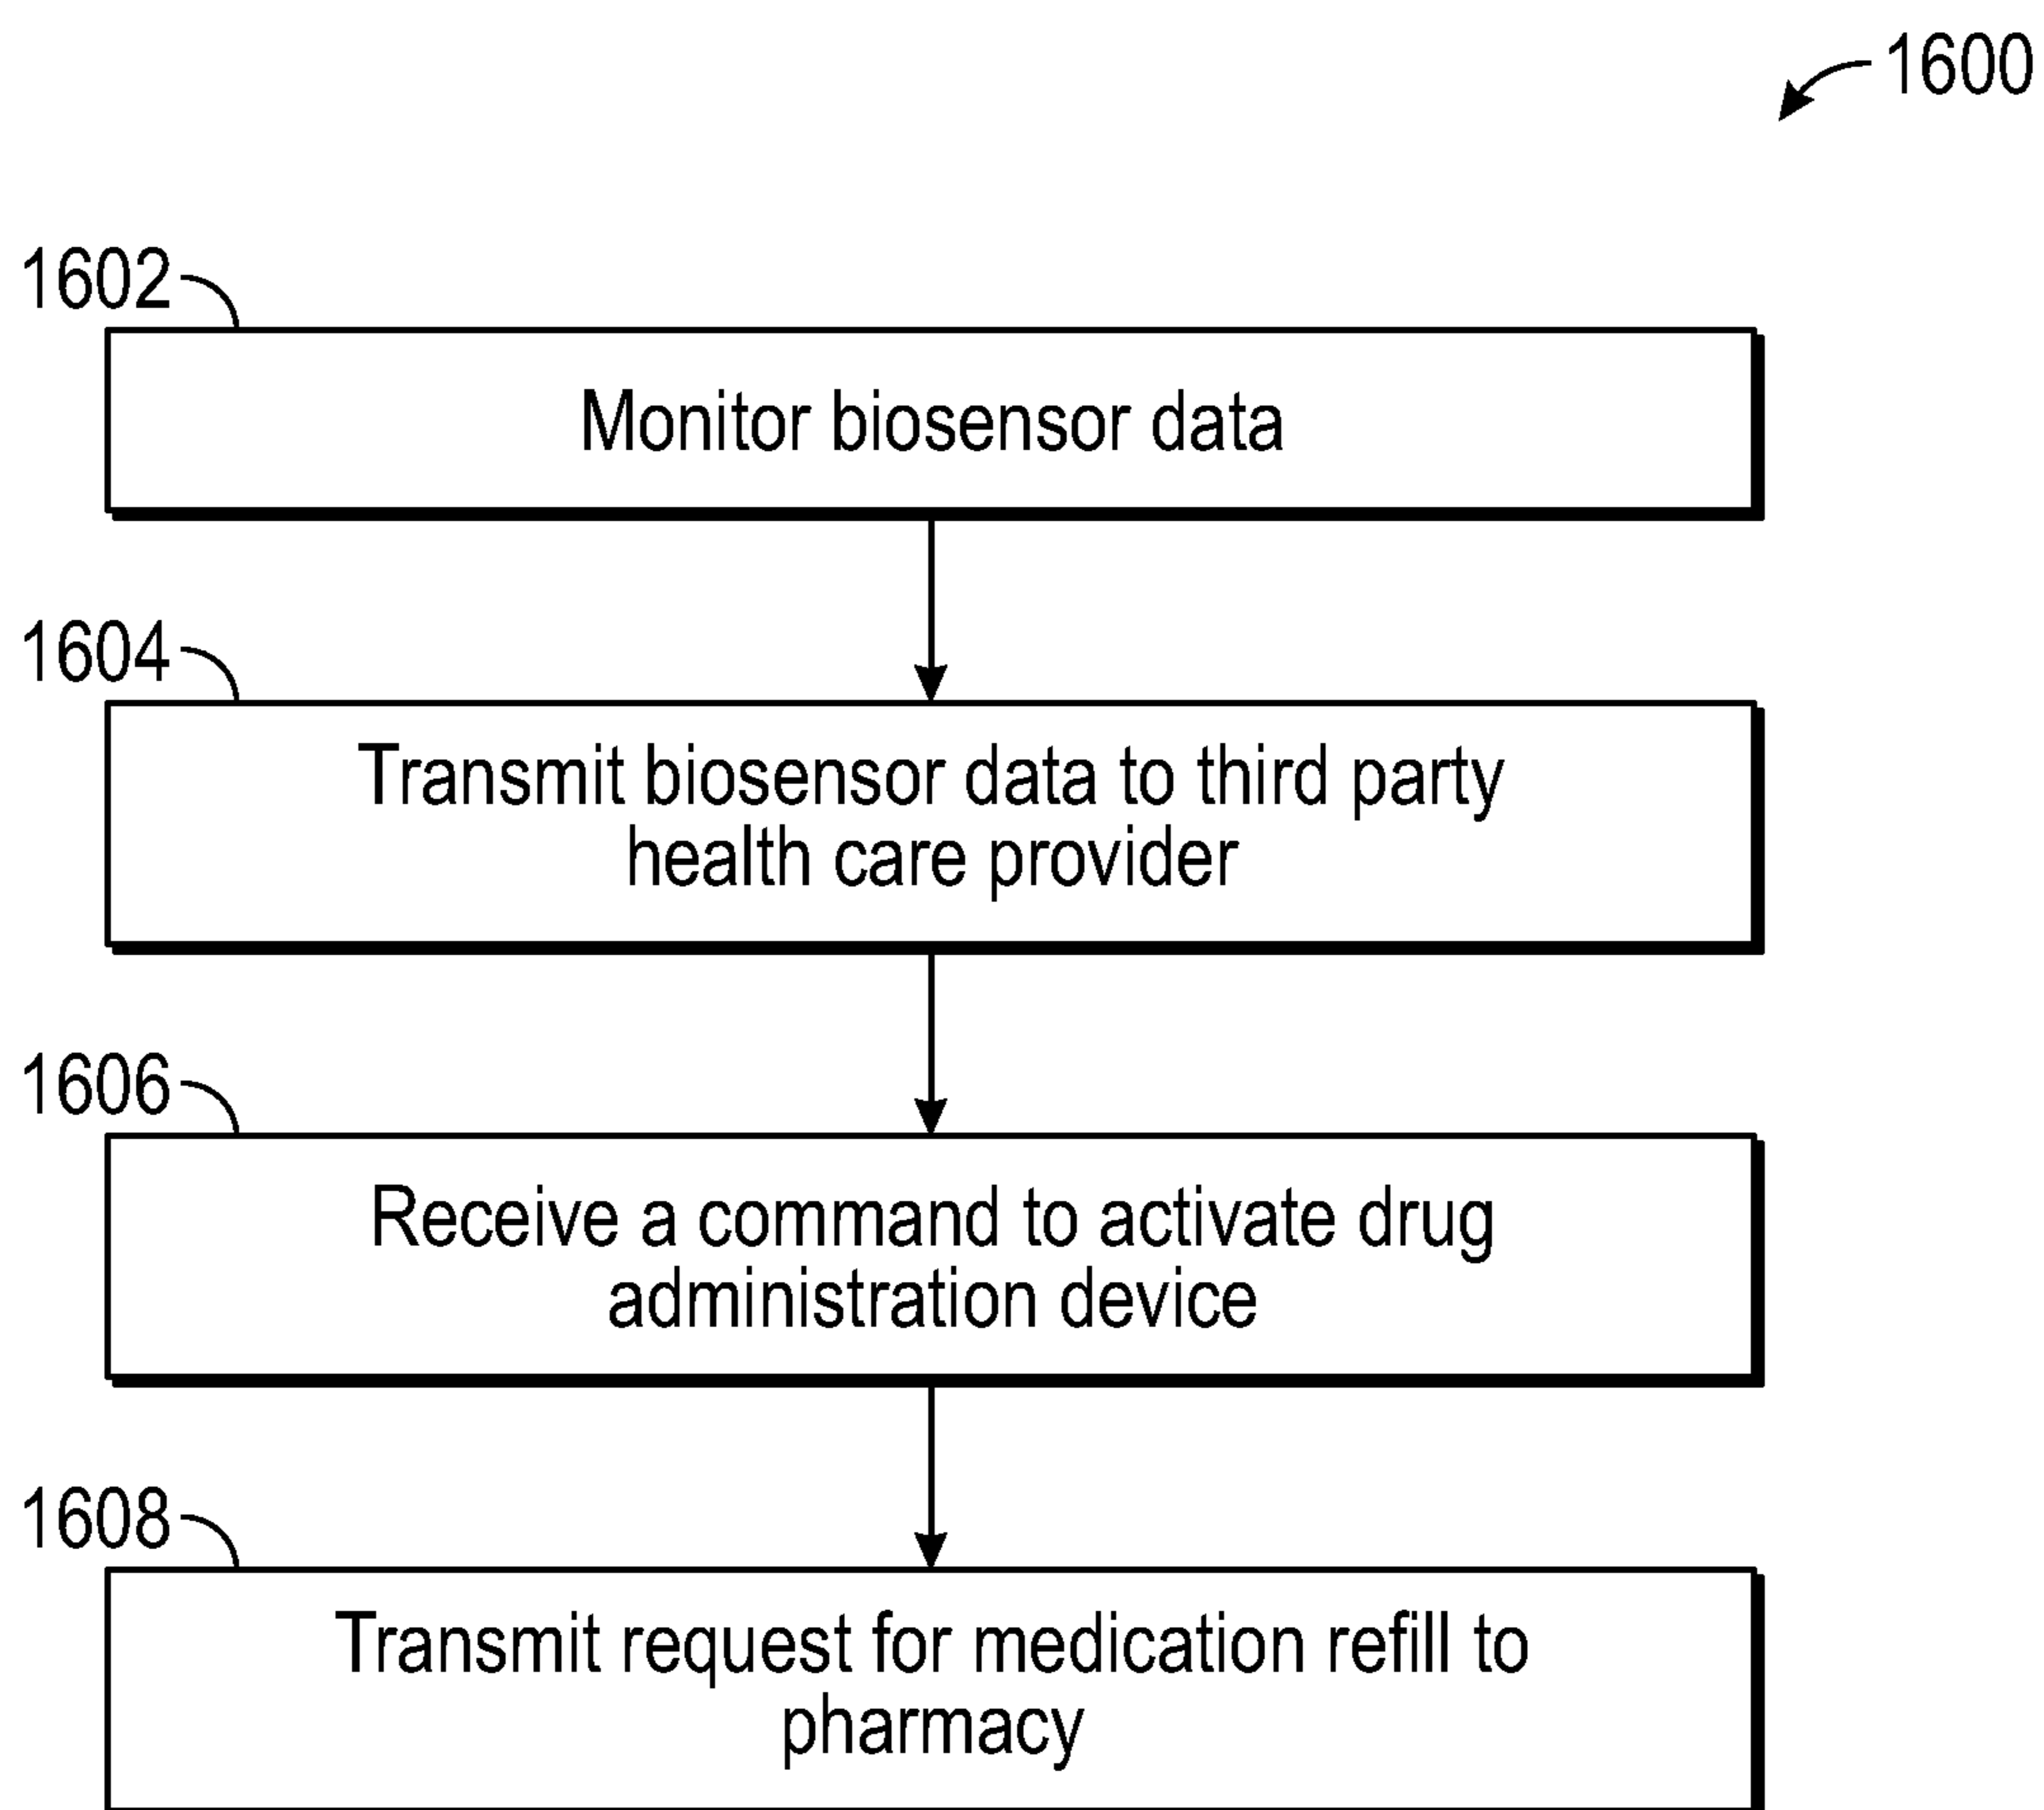 1600
1602
Monitor biosensor data
1604
Transmit biosensor data to third party
health care provider
1606
Receive a command to activate drug
administration device
1608
Transmit request for medication refill to
pharmacy